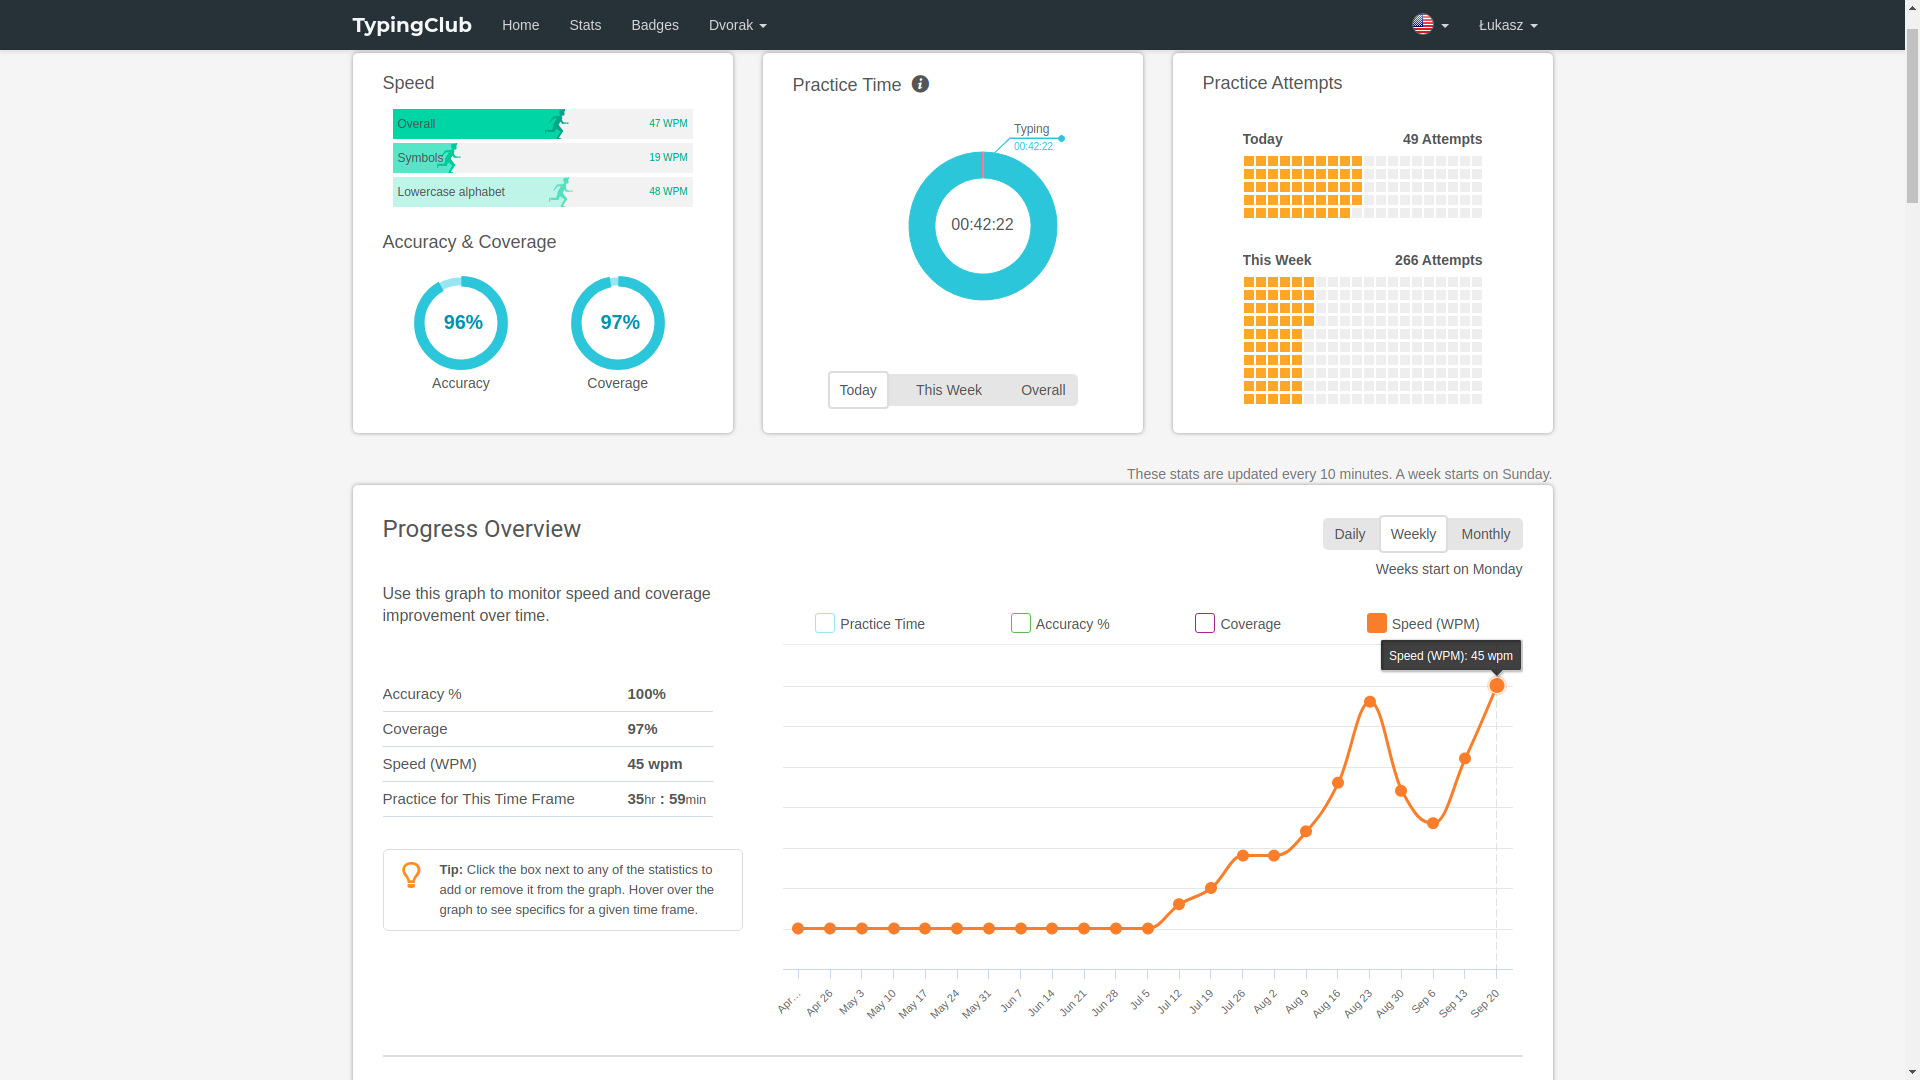 TypingClub Home Stats Badges Dvorak Łukasz
Speed
Overall 47 WPM
Symbols 19 WPM
Lowercase alphabet 48 WPM
Accuracy & Coverage
96% 97%
Accuracy Coverage
Practice Time
Typing
00:42:22
00:42:22
Today This Week Overall
Practice Attempts
Today 49 Attempts
This Week 266 Attempts
These stats are updated every 10 minutes. A week starts on Sunday.
Progress Overview
Daily Weekly Monthly
Weeks start on Monday
Use this graph to monitor speed and coverage
improvement over time.
Accuracy % 100%
Coverage 97%
Speed (WPM) 45 wpm
Practice for This Time Frame 35hr : 59min
Tip: Click the box next to any of the statistics to
add or remove it from the graph. Hover over the
graph to see specifics for a given time frame.
Practice Time Accuracy % Coverage Speed (WPM)
Speed (WPM): 45 wpm
Apr... Apr 26 May 3 May 10 May 17 May 24 May 31 Jun 7 Jun 14 Jun 21 Jun 28 Jul 5 Jul 12 Jul 19 Jul 26 Aug 2 Aug 9 Aug 16 Aug 23 Aug 30 Sep 6 Sep 13 Sep 20